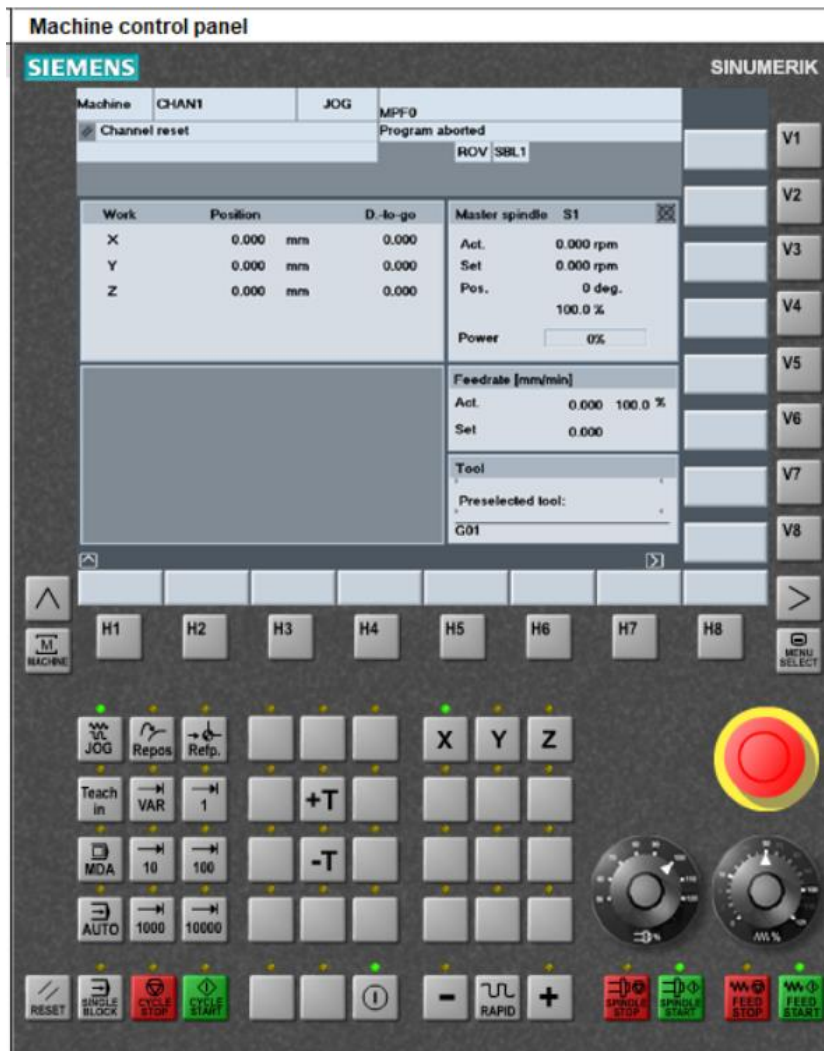 Machine control panel
SIEMENS
SINUMERIK
Machine CHAN1 JOG MPF0
Channel reset Program aborted
ROV SBL1
V1
V2
V3
V4
V5
V6
V7
V8
Work Position D.-to-go
X 0.000 mm 0.000
Y 0.000 mm 0.000
Z 0.000 mm 0.000
Master spindle S1
Act. 0.000 rpm
Set 0.000 rpm
Pos. 0 deg.
100.0 %
Power 0%
Feedrate [mm/min]
Act. 0.000 100.0 %
Set 0.000
Tool
Preselected tool:
G01
H1 H2 H3 H4 H5 H6 H7 H8
M
MACHINE
MENU
SELECT
JOG Repos Refp. X Y Z
Teach
in
VAR 1 +T
MDA 10 100 -T
AUTO 1000 10000
RESET
SINGLE
BLOCK
CYCLE
STOP
CYCLE
START
-
RAPID
+
SPINDLE
STOP
SPINDLE
START
FEED
STOP
FEED
START